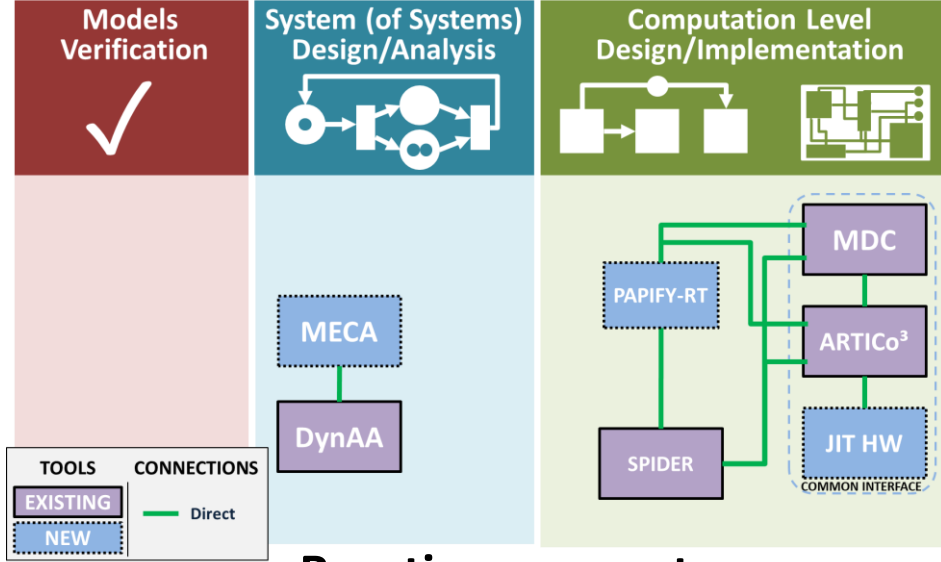 Models
Verification
System (of Systems)
Design/Analysis
Computation Level
Design/Implementation
MDC
PAPIFY-RT
MECA
ARTICo³
DynAA
JIT HW
SPIDER
COMMON INTERFACE
TOOLS
CONNECTIONS
EXISTING
Direct
NEW